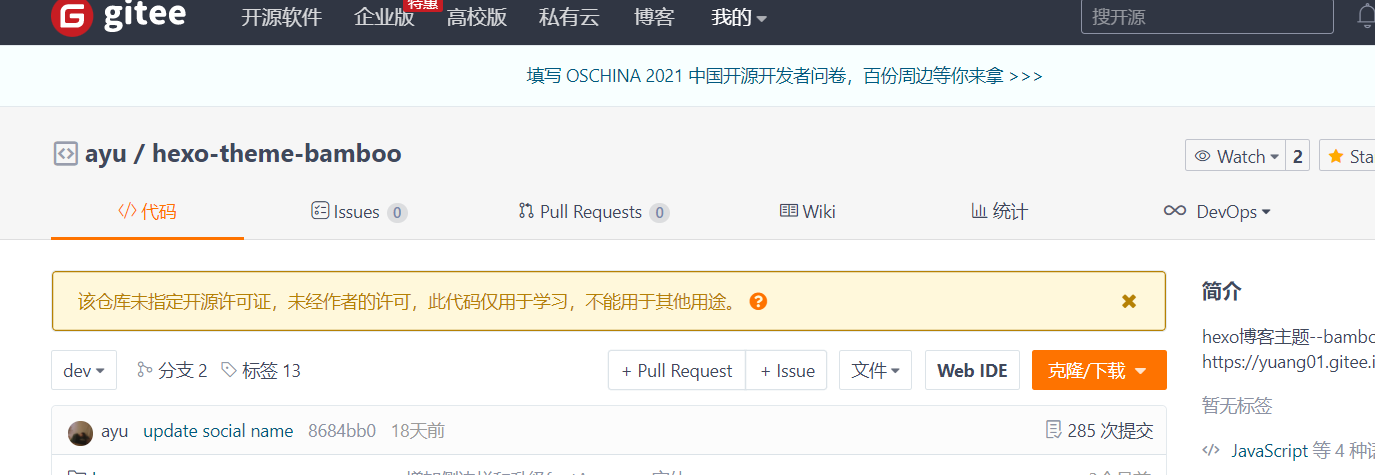 gitee 开源软件 企业版 特惠 高校版 私有云 博客 我的 搜开源
填写 OSCHINA 2021 中国开源开发者问卷，百份周边等你来拿 >>>
ayu / hexo-theme-bamboo Watch 2
代码 Issues 0 Pull Requests 0 Wiki 统计 DevOps
该仓库未指定开源许可证，未经作者的许可，此代码仅用于学习，不能用于其他用途。
简介
hexo博客主题--bambo
https://yuang01.gitee.i
dev 分支 2 标签 13 + Pull Request + Issue 文件 Web IDE 克隆/下载
暂无标签
ayu update social name 8684bb0 18天前 285 次提交
JavaScript 等 4 种